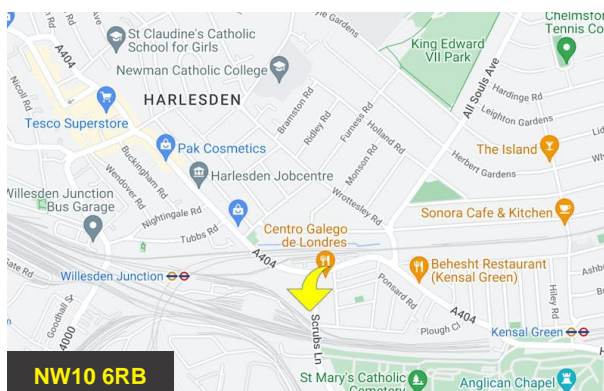 Chelmsfo
Tennis Co
St Claudine's Catholic
School for Girls
King Edward
VII Park
A404
Newman Catholic College
Nicoll Rd
HARLESDEN
Bramston Rd
Ridley Rd
Furness Rd
Holland Rd
All Souls Ave
Hardinge Rd
Leighton Gardens
Tesco Superstore
Pak Cosmetics
Buckingham Rd
Wendover Rd
Monson Rd
The Island
Herbert Gardens
Harlesden Jobcentre
Wrottesley Rd
Willesden Junction
Bus Garage
Nightingale Rd
Tubbs Rd
Sonora Cafe & Kitchen
Centro Galego
de Londres
A404
Willesden Junction
Behesht Restaurant
(Kensal Green)
Ponsard Rd
Hiley Rd
Goodhall S
A4000
Scrubs Ln
A404
Plough Cl
Kensal Green
St Mary's Catholic
Cemetery
Anglican Chapel
NW10 6RB